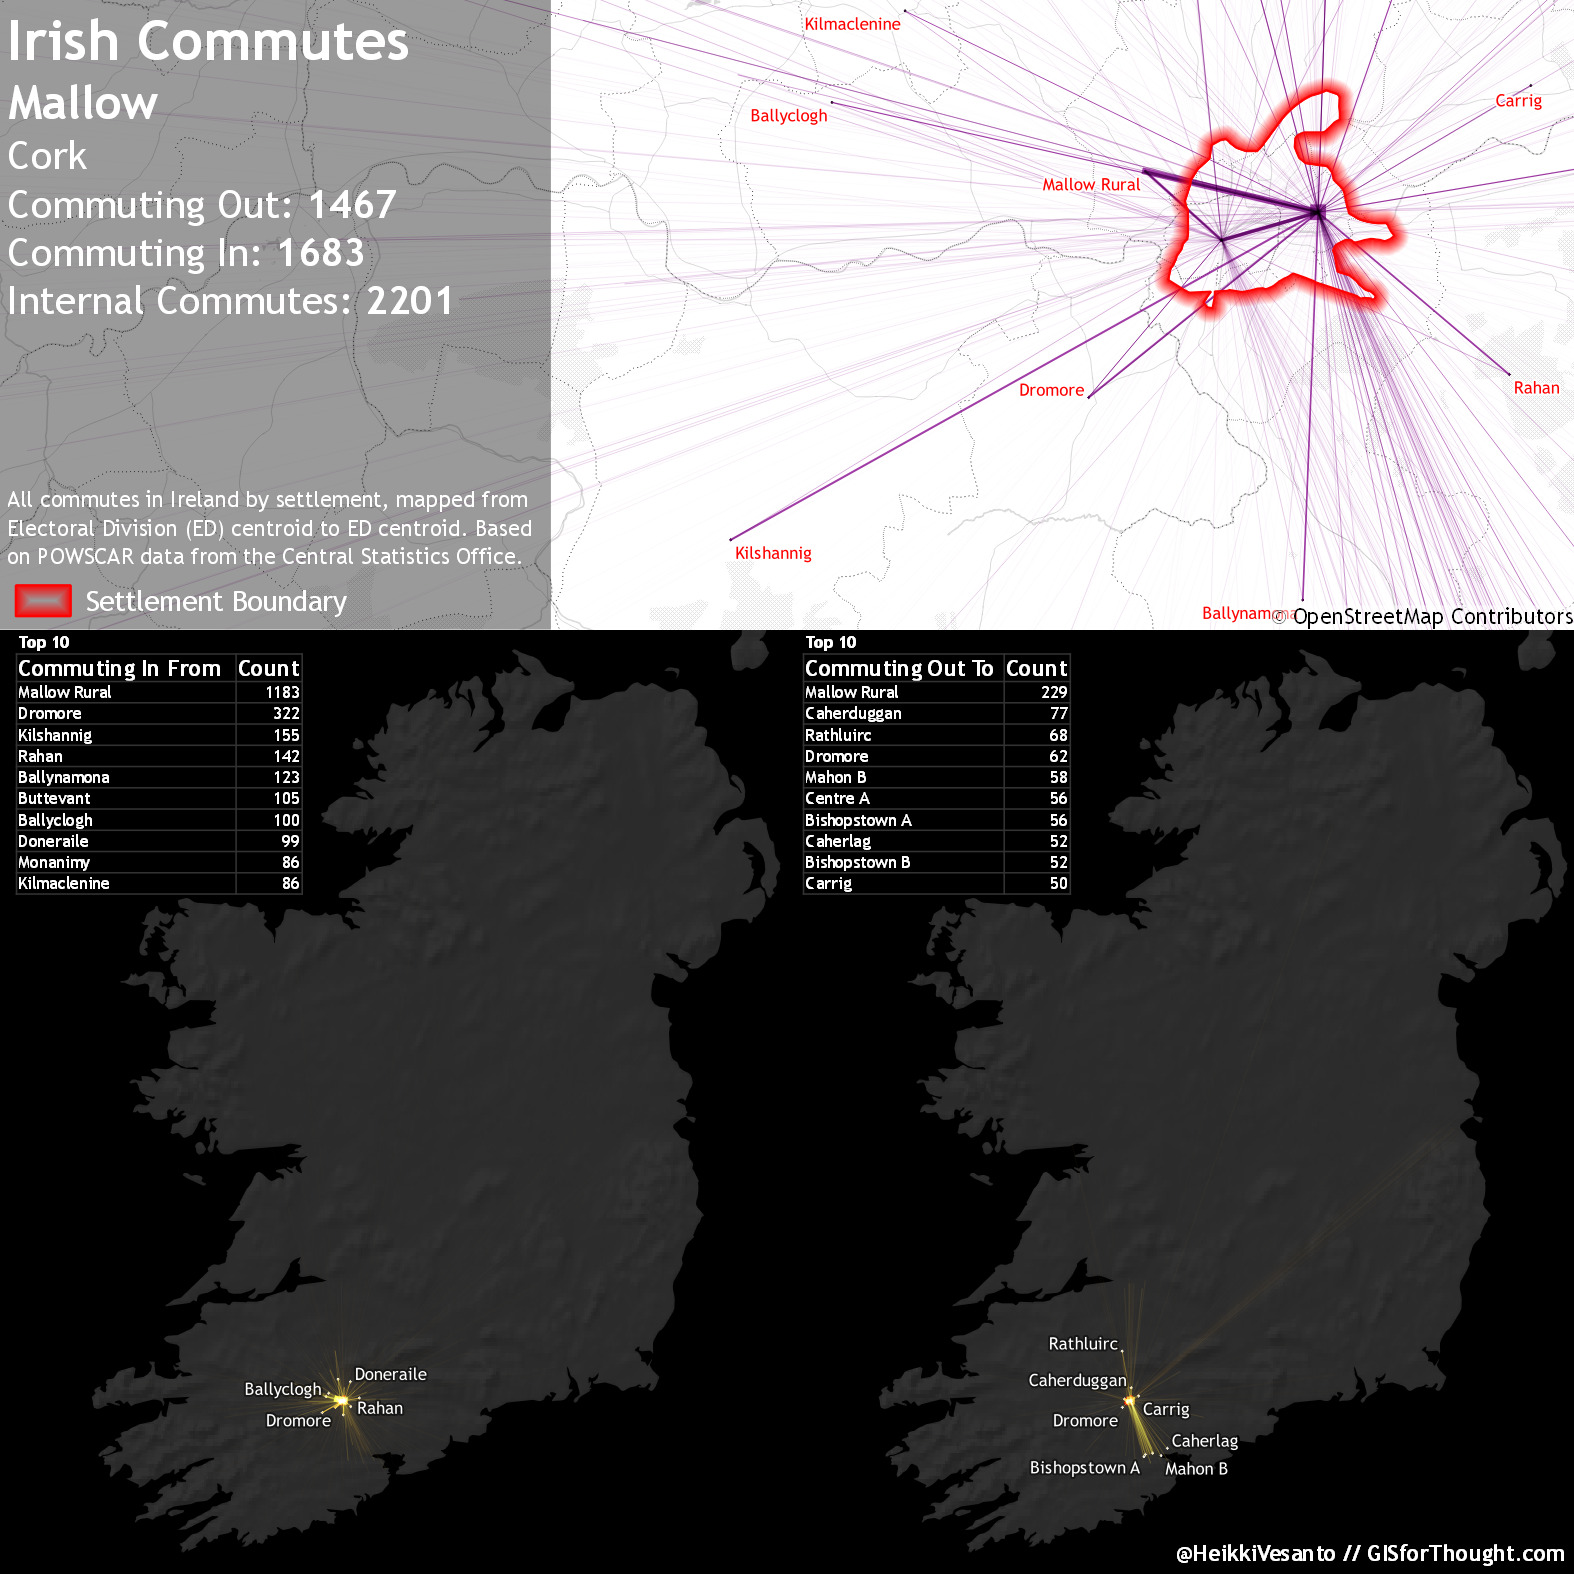 Irish Commutes
Mallow
Cork
Commuting Out: 1467
Commuting In: 1683
Internal Commutes: 2201
All commutes in Ireland by settlement, mapped from
Electoral Division (ED) centroid to ED centroid. Based
on POWSCAR data from the Central Statistics Office.
Settlement Boundary
Kilmaclenine
Ballyclogh
Carrig
Mallow Rural
Dromore
Rahan
Kilshannig
Ballynamona
© OpenStreetMap Contributors
Top 10
Commuting In From Count
Mallow Rural 1183
Dromore 322
Kilshannig 155
Rahan 142
Ballynamona 123
Buttevant 105
Ballyclogh 100
Doneraile 99
Monanimy 86
Kilmaclenine 86
Top 10
Commuting Out To Count
Mallow Rural 229
Caherduggan 77
Rathluirc 68
Dromore 62
Mahon B 58
Centre A 56
Bishopstown A 56
Caherlag 52
Bishopstown B 52
Carrig 50
Doneraile
Ballyclogh
Rahan
Dromore
Rathluirc
Caherduggan
Carrig
Dromore
Caherlag
Bishopstown A
Mahon B
@HeikkiVesanto // GISforThought.com